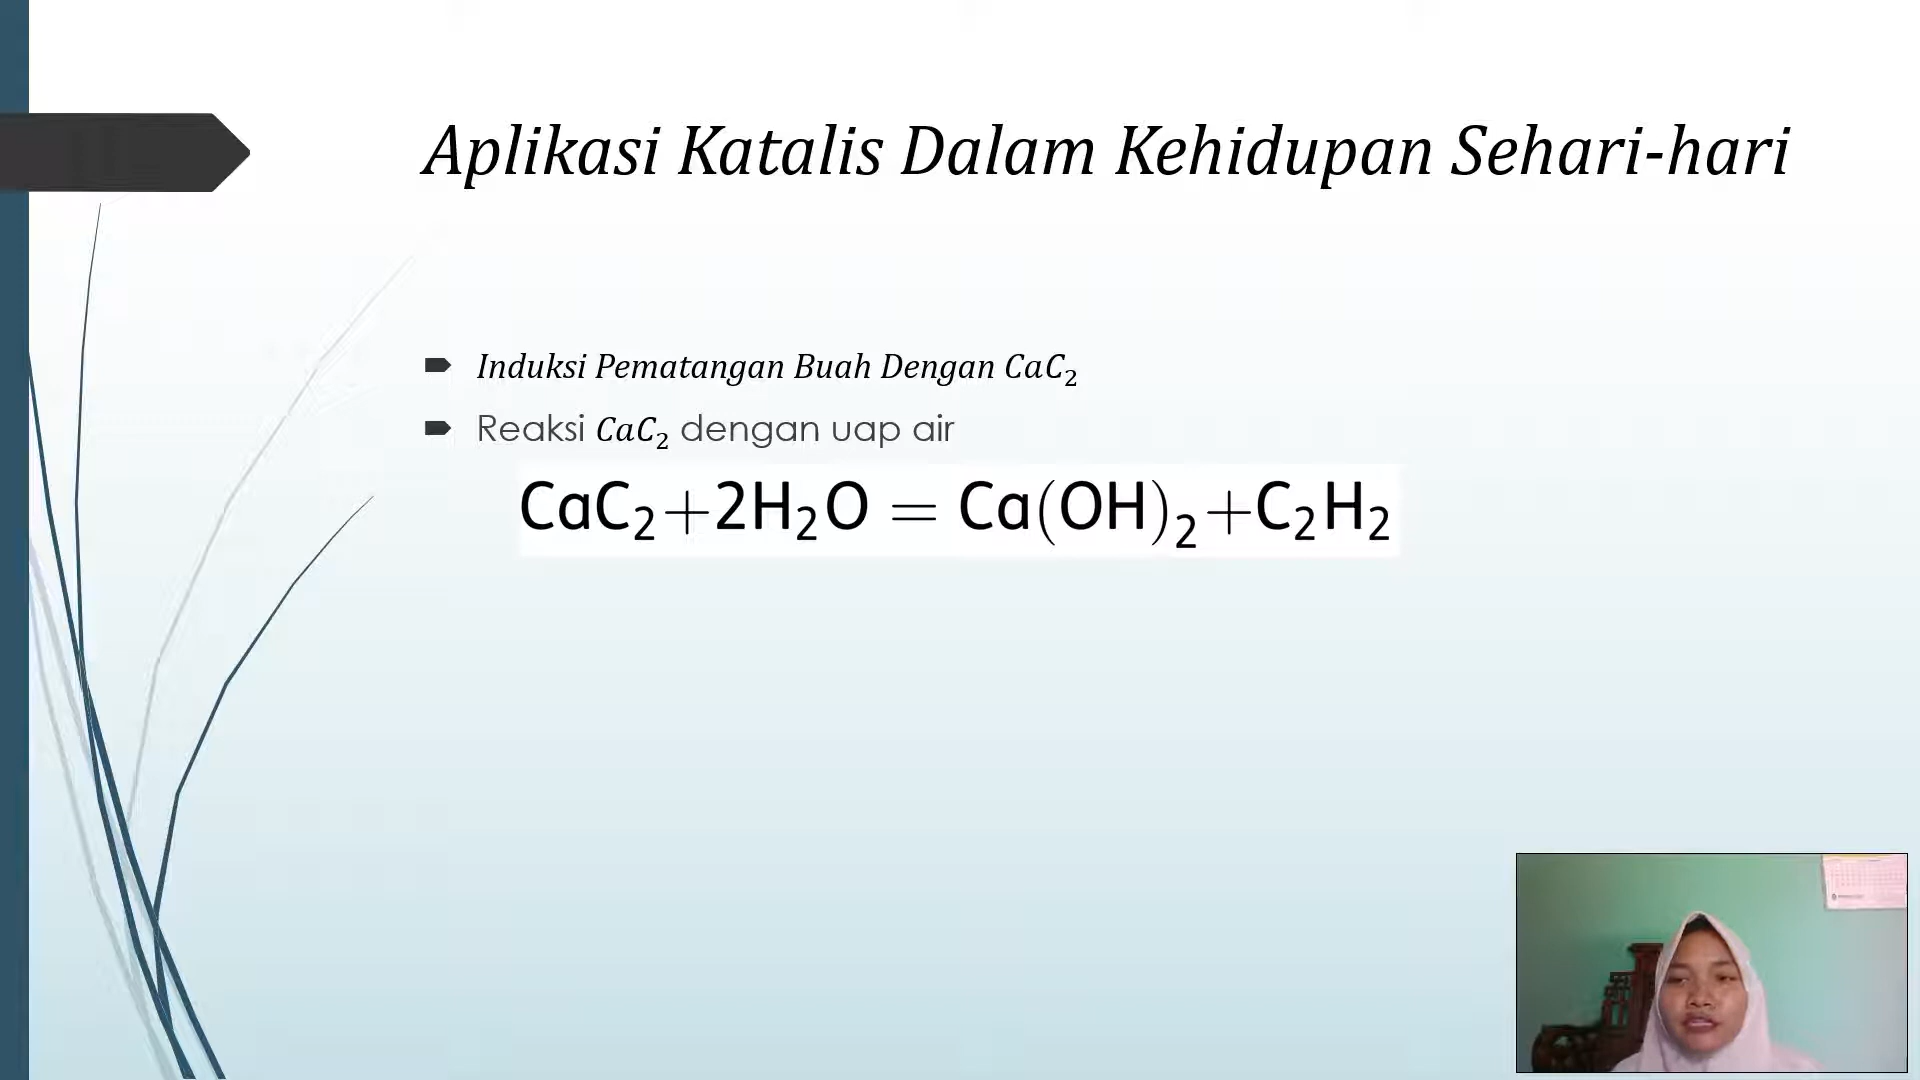 Aplikasi Katalis Dalam Kehidupan Sehari-hari
Induksi Pematangan Buah Dengan CaC₂
Reaksi CaC₂ dengan uap air
CaC₂+2H₂O = Ca(OH)₂+C₂H₂